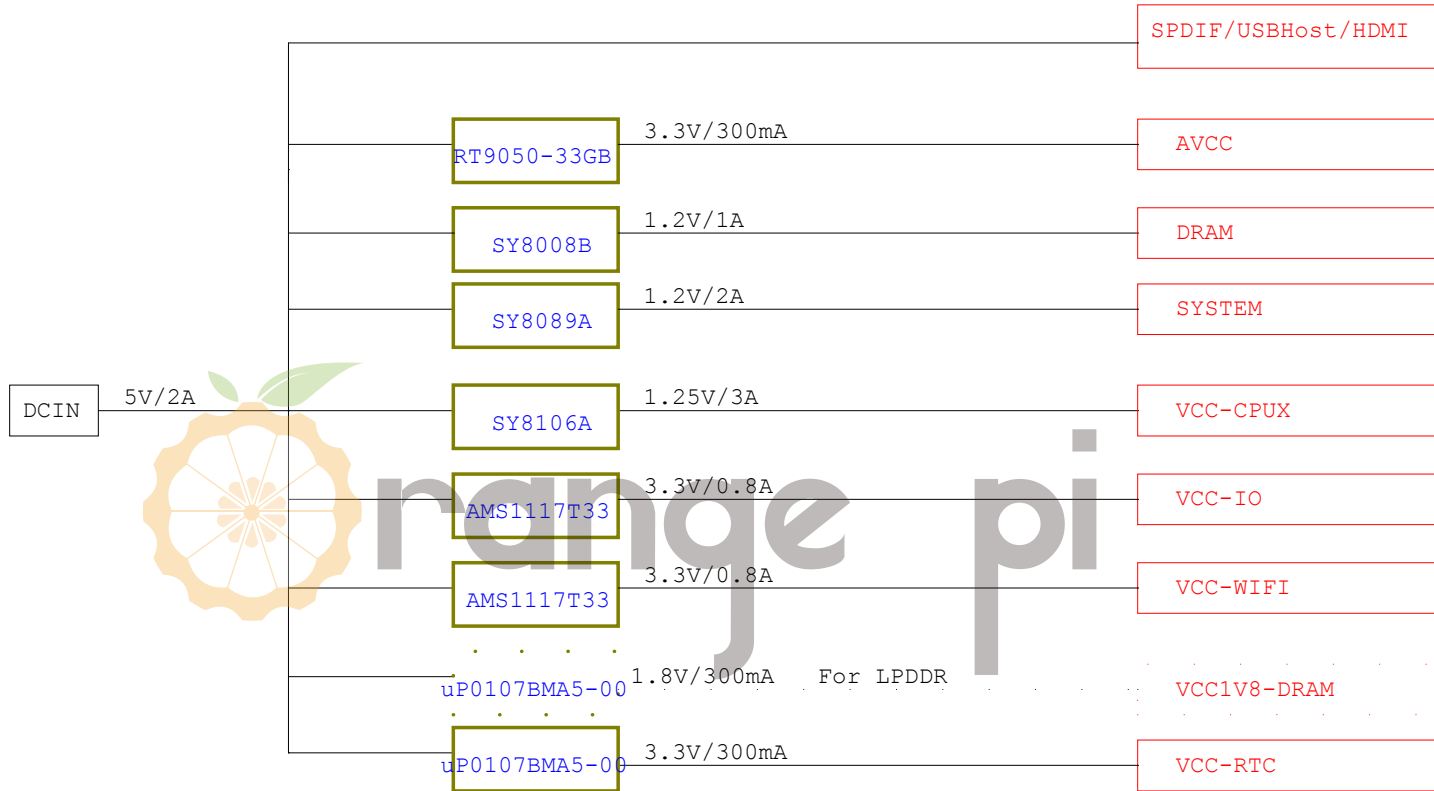 SPDIF/USBHost/HDMI
RT9050-33GB 3.3V/300mA AVCC
SY8008B 1.2V/1A DRAM
SY8089A 1.2V/2A SYSTEM
DCIN 5V/2A SY8106A 1.25V/3A VCC-CPUX
AMS1117T33 3.3V/0.8A VCC-IO
range pi
AMS1117T33 3.3V/0.8A VCC-WIFI
uP0107BMA5-00 1.8V/300mA For LPDDR VCC1V8-DRAM
uP0107BMA5-00 3.3V/300mA VCC-RTC